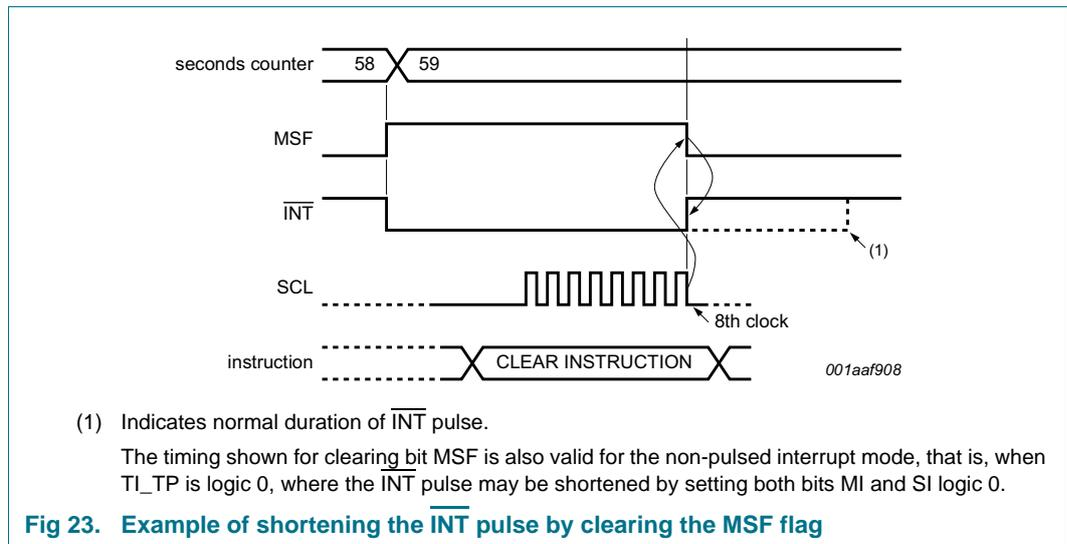 seconds counter 58 59
MSF
INT
(1)
SCL
8th clock
instruction CLEAR INSTRUCTION
001aaf908
(1) Indicates normal duration of INT pulse.
The timing shown for clearing bit MSF is also valid for the non-pulsed interrupt mode, that is, when
TI_TP is logic 0, where the INT pulse may be shortened by setting both bits MI and SI logic 0.
Fig 23. Example of shortening the INT pulse by clearing the MSF flag